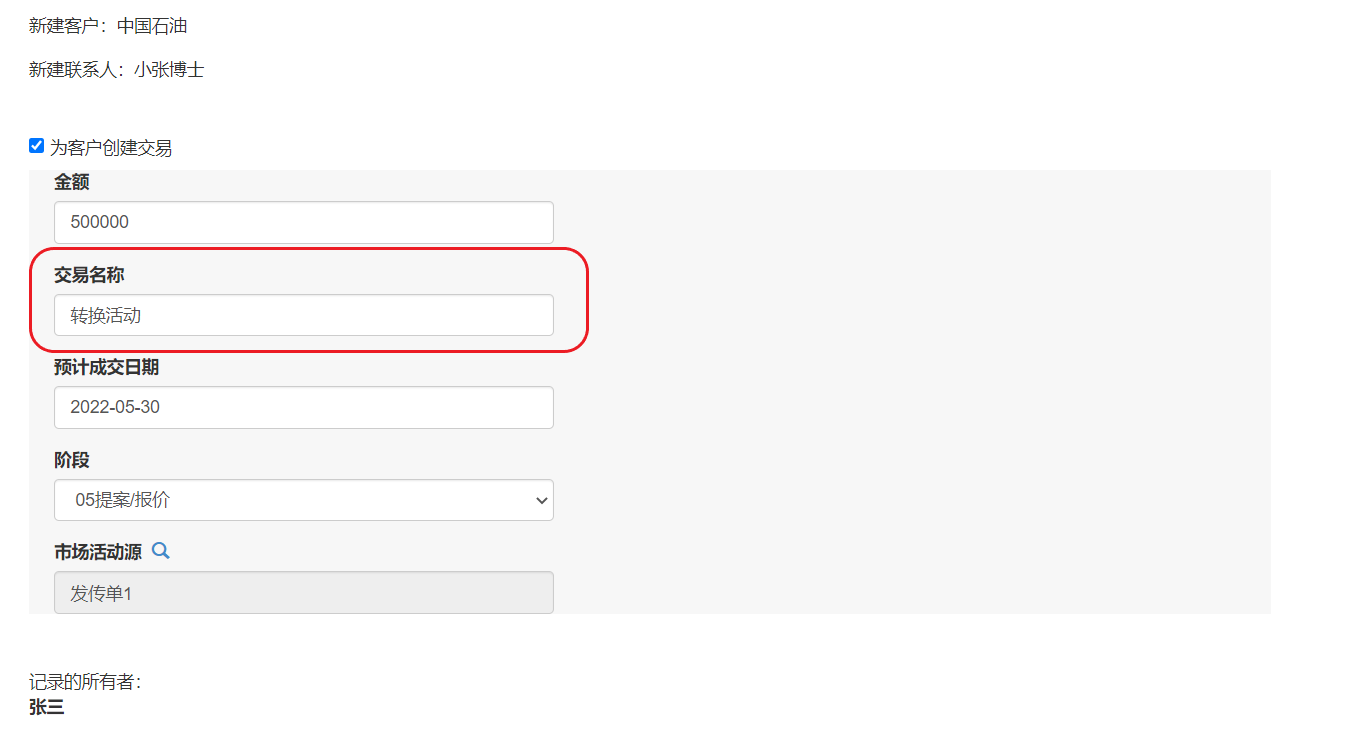 新建客户：中国石油
新建联系人：小张博士
为客户创建交易
金额
500000
交易名称
转换活动
预计成交日期
2022-05-30
阶段
05提案/报价
市场活动源
发传单1
记录的所有者：
张三